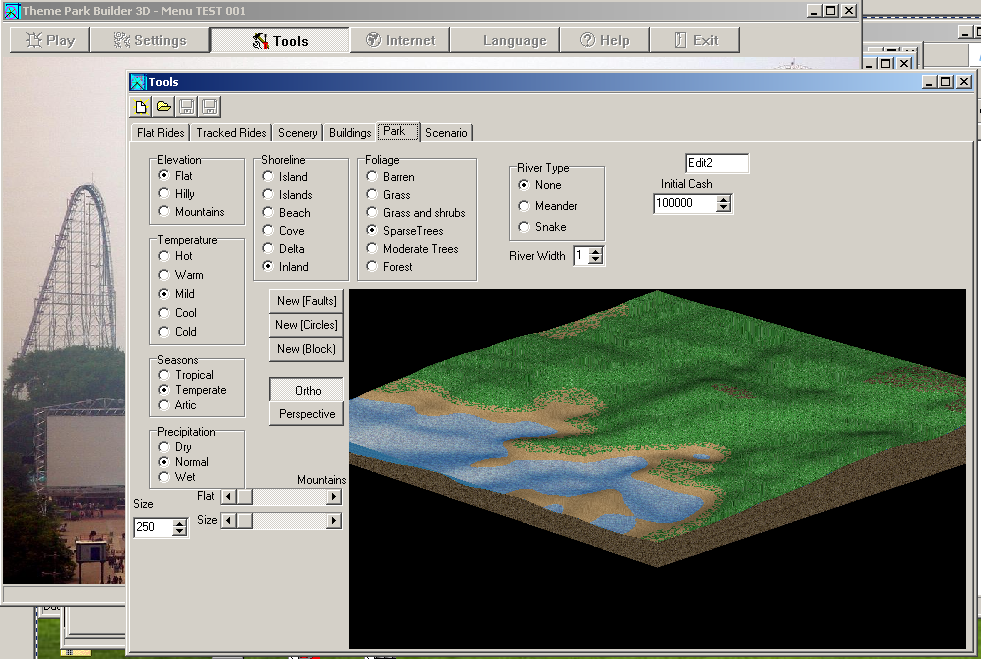 Theme Park Builder 3D - Menu TEST 001
Play Settings Tools Internet Language Help Exit
Tools
Flat Rides Tracked Rides Scenery Buildings Park Scenario
Elevation
Flat
Hilly
Mountains
Shoreline
Island
Islands
Beach
Cove
Delta
Inland
Foliage
Barren
Grass
Grass and shrubs
SparseTrees
Moderate Trees
Forest
River Type
None
Meander
Snake
River Width 1
Edit2
Initial Cash
100000
Temperature
Hot
Warm
Mild
Cool
Cold
New [Faults]
New [Circles]
New (Block)
Ortho
Perspective
Seasons
Tropical
Temperate
Artic
Precipitation
Dry
Normal
Wet
Mountains
Flat
Size
Size
250